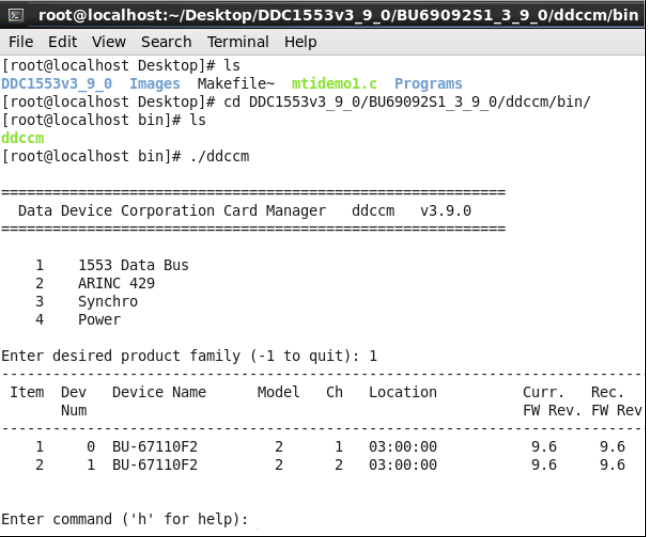 root@localhost:~/Desktop/DDC1553v3_9_0/BU69092S1_3_9_0/ddccm/bin
File Edit View Search Terminal Help
[root@localhost Desktop]# ls
DDC1553v3_9_0 Images Makefile~ mtidemo1.c Programs
[root@localhost Desktop]# cd DDC1553v3_9_0/BU69092S1_3_9_0/ddccm/bin/
[root@localhost bin]# ls
ddccm
[root@localhost bin]# ./ddccm
===========================================================
Data Device Corporation Card Manager ddccm v3.9.0
===========================================================
1 1553 Data Bus
2 ARINC 429
3 Synchro
4 Power
Enter desired product family (-1 to quit): 1
---------------------------------------------------------------------------
Item Dev Device Name Model Ch Location Curr. Rec.
Num FW Rev. FW Rev
---------------------------------------------------------------------------
1 0 BU-67110F2 2 1 03:00:00 9.6 9.6
2 1 BU-67110F2 2 2 03:00:00 9.6 9.6
Enter command ('h' for help):